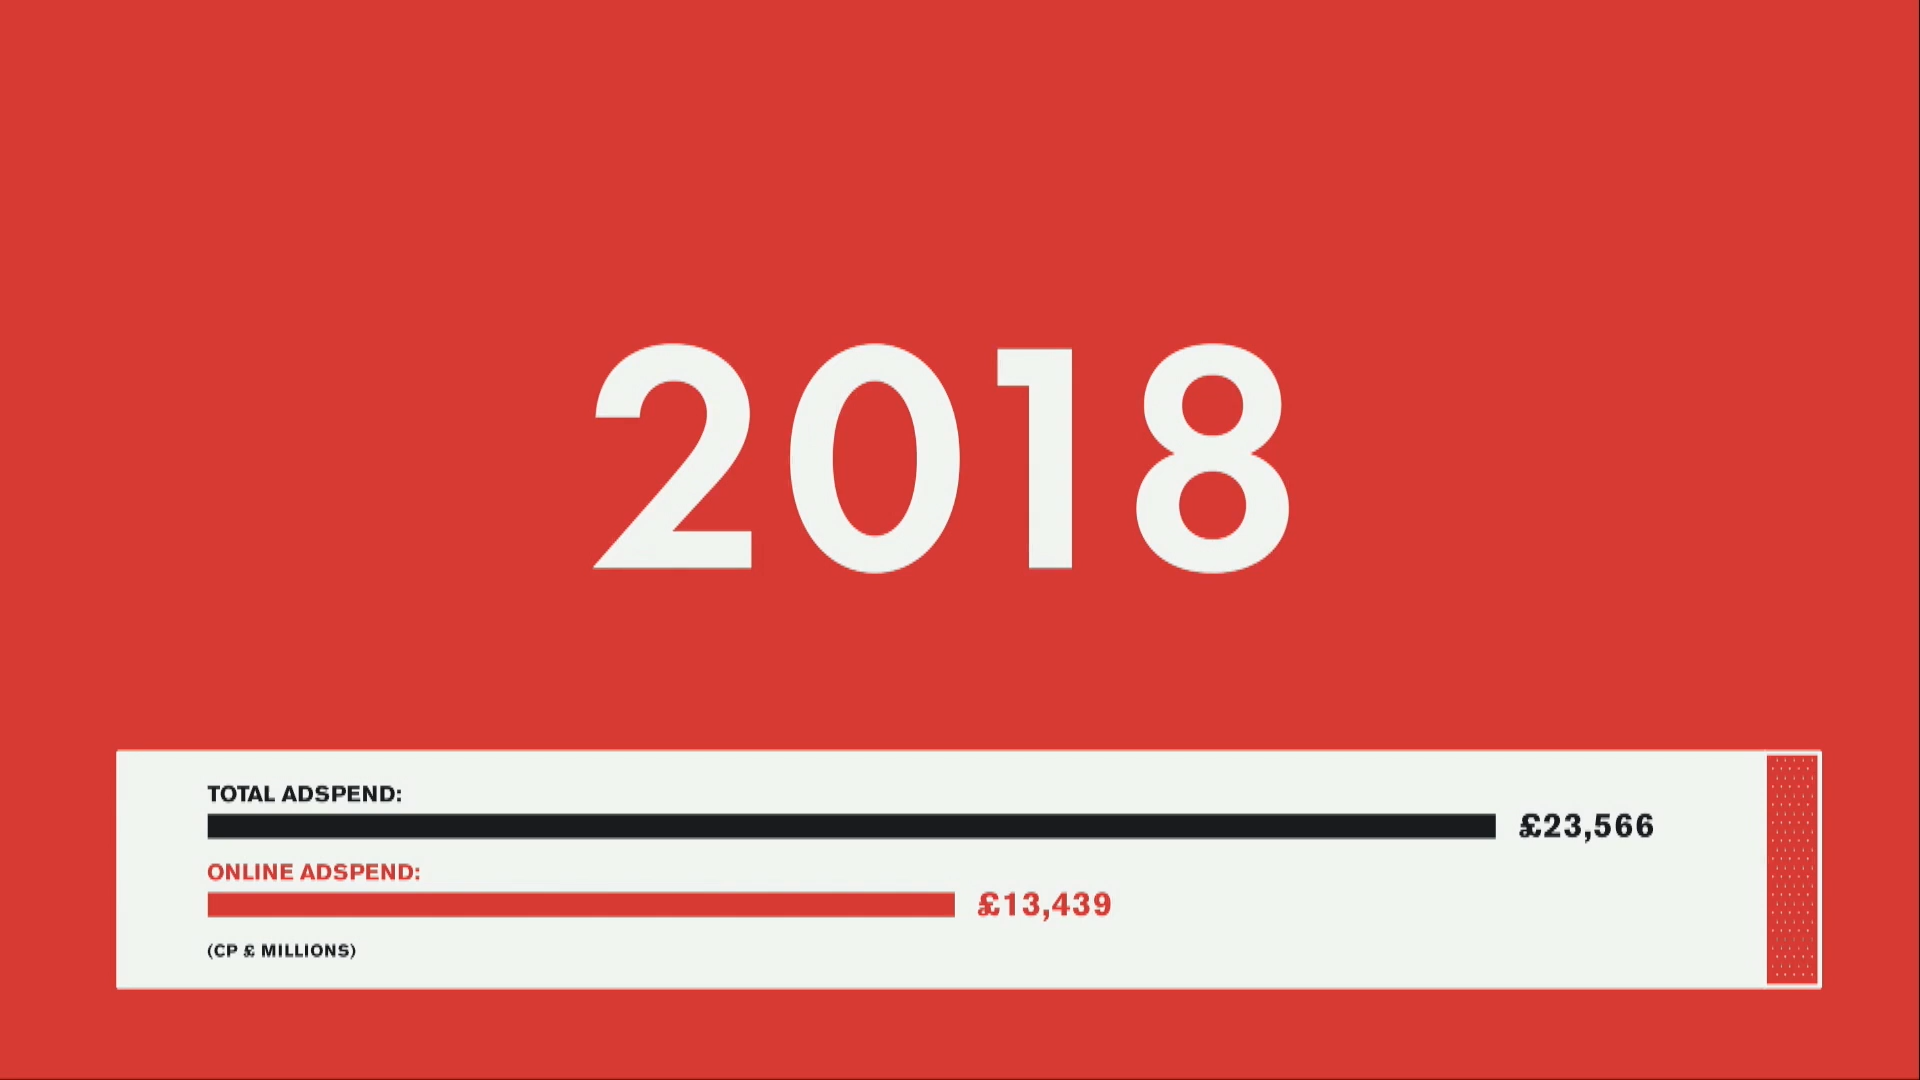 2018
TOTAL ADSPEND:
£23,566
ONLINE ADSPEND:
£13,439
(CP £ MILLIONS)